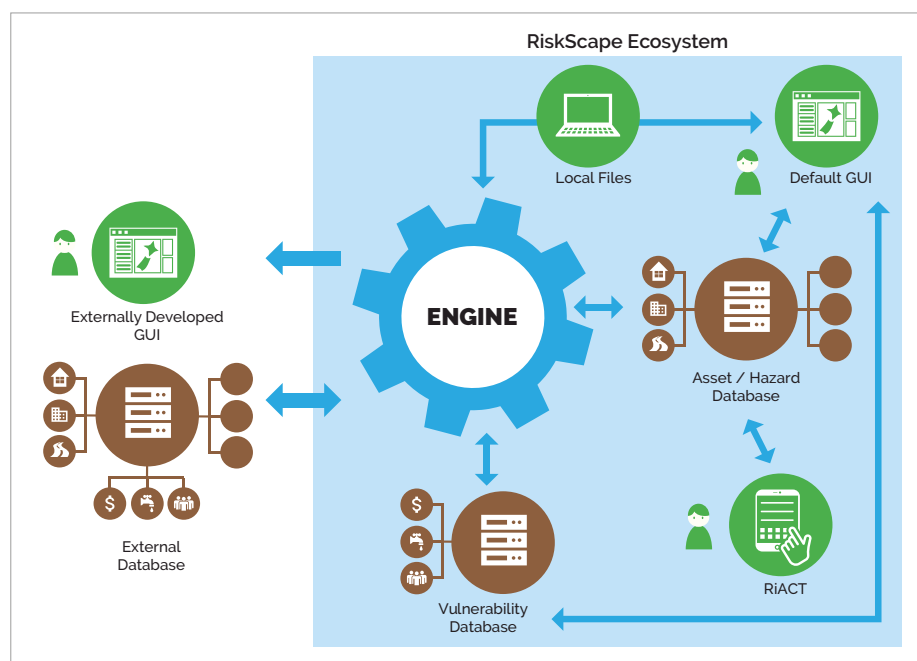 RiskScape Ecosystem
Local Files
Default GUI
Externally Developed
GUI
ENGINE
Asset / Hazard
Database
$
$
External
Database
Vulnerability
Database
RiACT